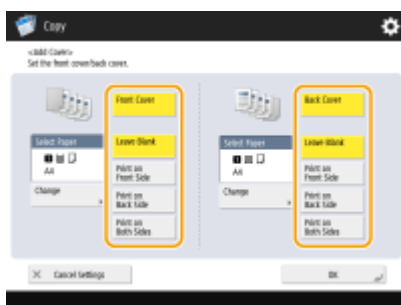 Copy
<Add Cover>
Set the front cover/back cover.
Front Cover
Select Paper
A4
Change
Leave Blank
Print on
Front Side
Print on
Back Side
Print on
Both Sides
Back Cover
Select Paper
A4
Change
Leave Blank
Print on
Front Side
Print on
Back Side
Print on
Both Sides
Cancel Settings
OK